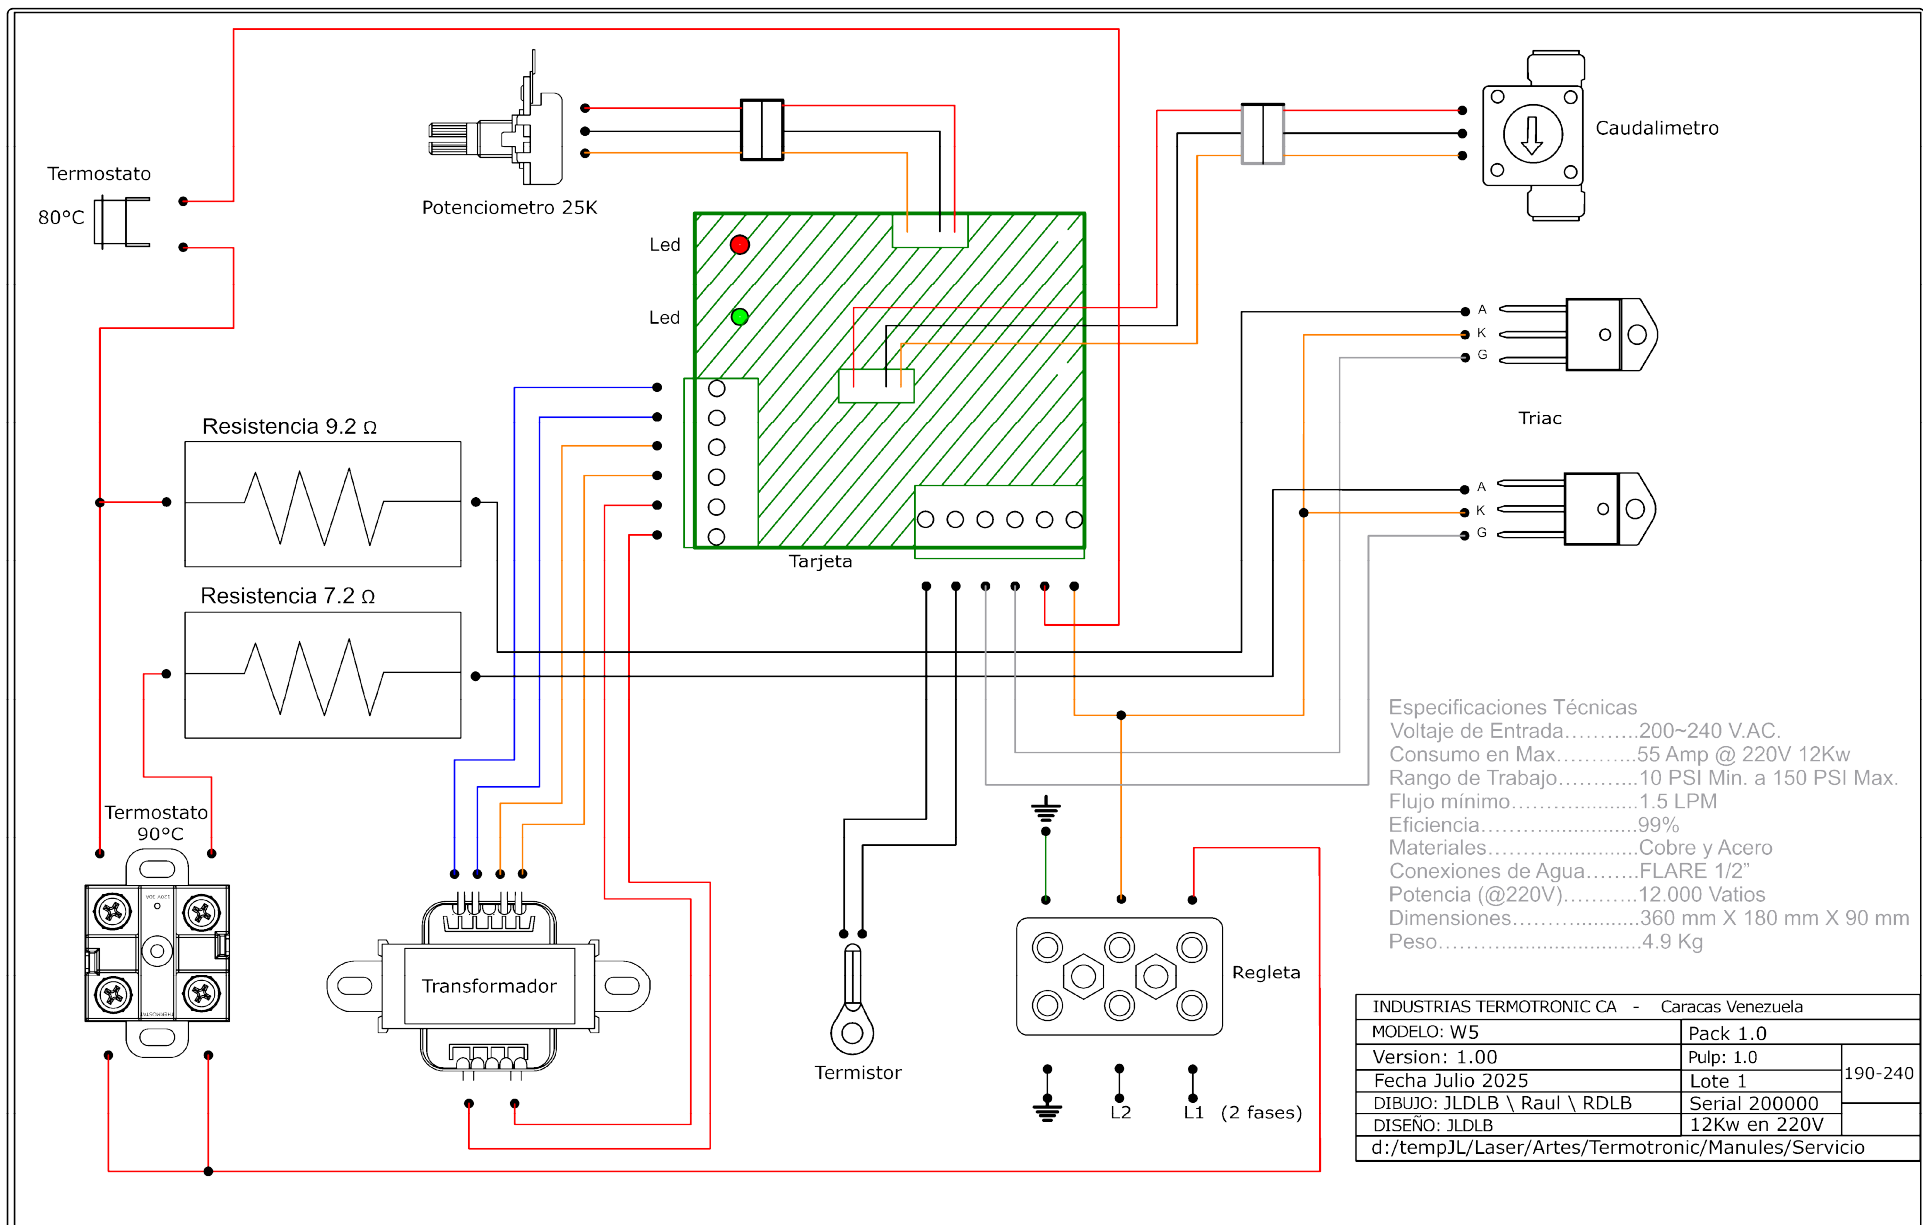 Termostato
80°C
Potenciometro 25K
Caudalimetro
Led
Led
A
K
G
Triac
A
K
G
Resistencia 9.2 Ω
Tarjeta
Resistencia 7.2 Ω
Termostato
90°C
Transformador
Termistor
Regleta
L2
L1 (2 fases)
Especificaciones Técnicas
Voltaje de Entrada..........200~240 V.AC.
Consumo en Max...........55 Amp @ 220V 12Kw
Rango de Trabajo...........10 PSI Min. a 150 PSI Max.
Flujo mínimo...................1.5 LPM
Eficiencia........................99%
Materiales.......................Cobre y Acero
Conexiones de Agua........FLARE 1/2"
Potencia (@220V)...........12.000 Vatios
Dimensiones...................360 mm X 180 mm X 90 mm
Peso...............................4.9 Kg
INDUSTRIAS TERMOTRONIC CA - Caracas Venezuela
MODELO: W5 Pack 1.0
Version: 1.00 Pulp: 1.0
190-240
Fecha Julio 2025 Lote 1
DIBUJO: JLDLB \ Raul \ RDLB Serial 200000
DISEÑO: JLDLB 12Kw en 220V
d:/tempJL/Laser/Artes/Termotronic/Manules/Servicio